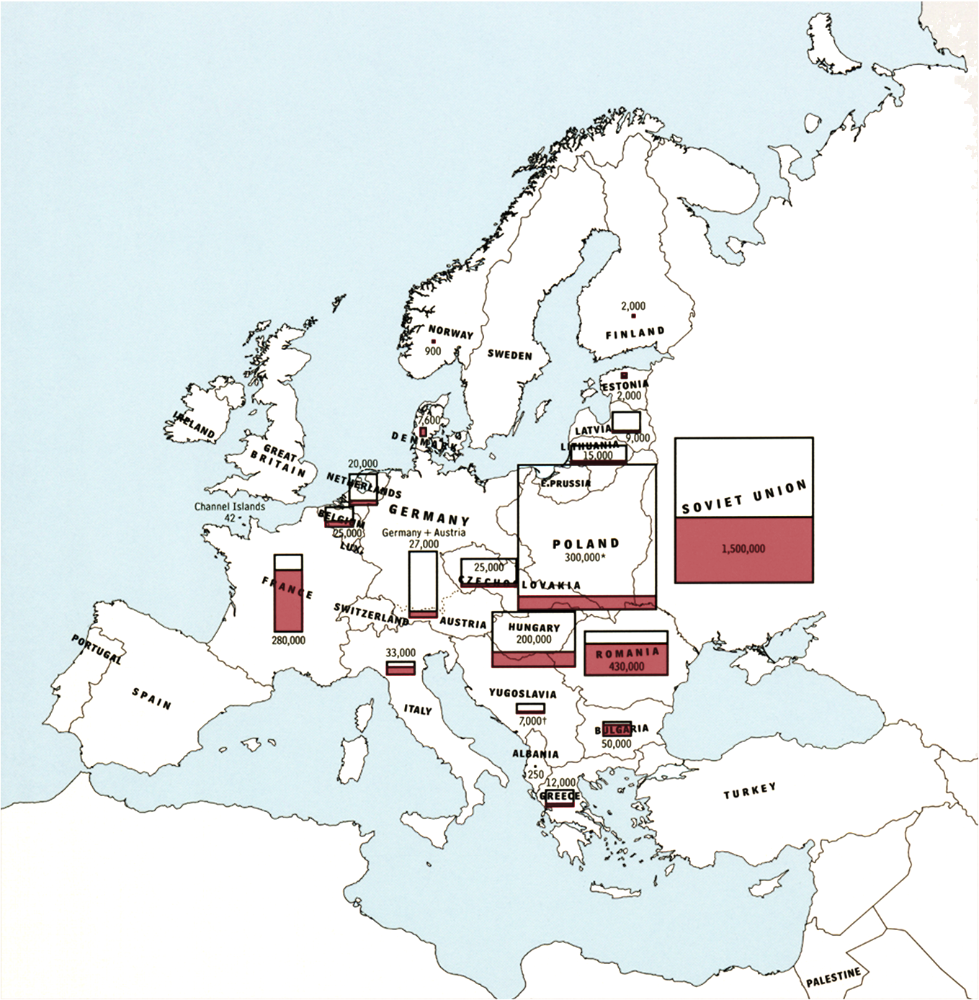 2,000
FINLAND
NORWAY
900
SWEDEN
ESTONIA
2,000
7,600
DENMARK
LATVIA
9,000
LITHUANIA
15,000
IRELAND
GREAT
BRITAIN
20,000
NETHERLANDS
E.PRUSSIA
SOVIET UNION
1,500,000
Channel Islands
42
BELGIUM
25,000
LUX.
GERMANY
Germany + Austria
27,000
POLAND
300,000*
25,000
CZECHOSLOVAKIA
FRANCE
280,000
SWITZERLAND
AUSTRIA
HUNGARY
200,000
ROMANIA
430,000
PORTUGAL
SPAIN
33,000
ITALY
YUGOSLAVIA
7,000†
BULGARIA
50,000
ALBANIA
250
12,000
GREECE
TURKEY
PALESTINE